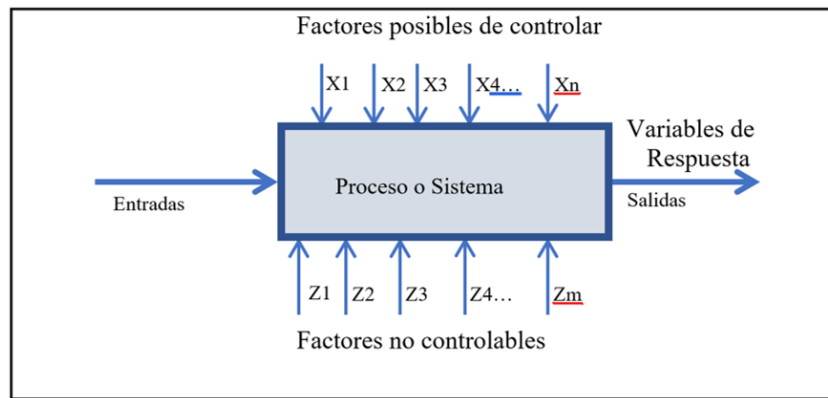 Factores posibles de controlar
X1 X2 X3 X4... Xn
Variables de
Respuesta
Proceso o Sistema
Entradas
Salidas
Z1 Z2 Z3 Z4... Zm
Factores no controlables